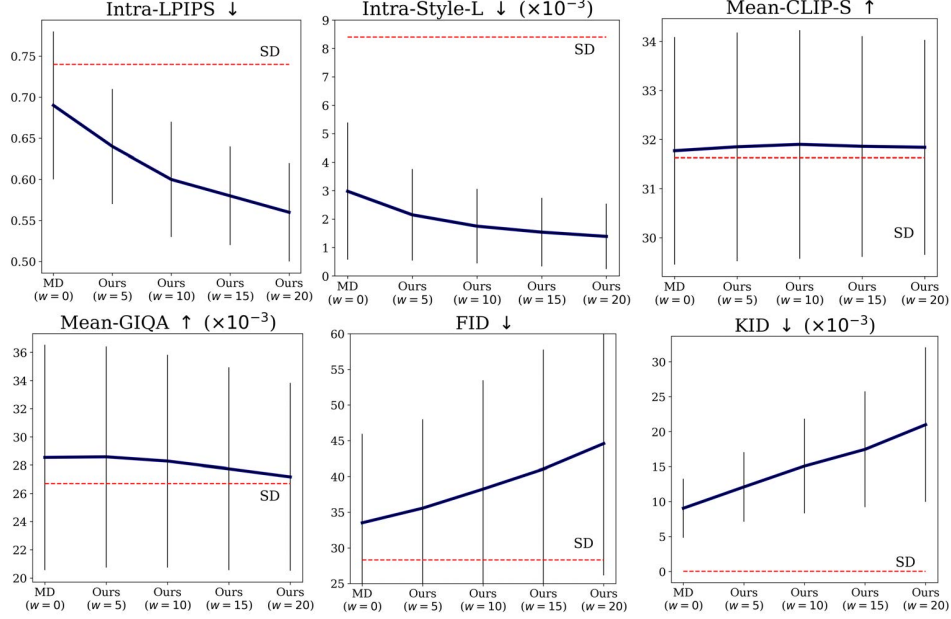 Intra-LPIPS ↓
0.75
0.70
0.65
0.60
0.55
0.50
SD
MD Ours Ours Ours Ours
(w = 0) (w = 5) (w = 10) (w = 15) (w = 20)
Intra-Style-L ↓ (×10⁻³)
9
8
7
6
5
4
3
2
1
0
SD
MD Ours Ours Ours Ours
(w = 0) (w = 5) (w = 10) (w = 15) (w = 20)
Mean-CLIP-S ↑
34
33
32
31
30
SD
MD Ours Ours Ours Ours
(w = 0) (w = 5) (w = 10) (w = 15) (w = 20)
Mean-GIQA ↑ (×10⁻³)
36
34
32
30
28
26
24
22
20
SD
MD Ours Ours Ours Ours
(w = 0) (w = 5) (w = 10) (w = 15) (w = 20)
FID ↓
60
55
50
45
40
35
30
25
SD
MD Ours Ours Ours Ours
(w = 0) (w = 5) (w = 10) (w = 15) (w = 20)
KID ↓ (×10⁻³)
30
25
20
15
10
5
0
SD
MD Ours Ours Ours Ours
(w = 0) (w = 5) (w = 10) (w = 15) (w = 20)